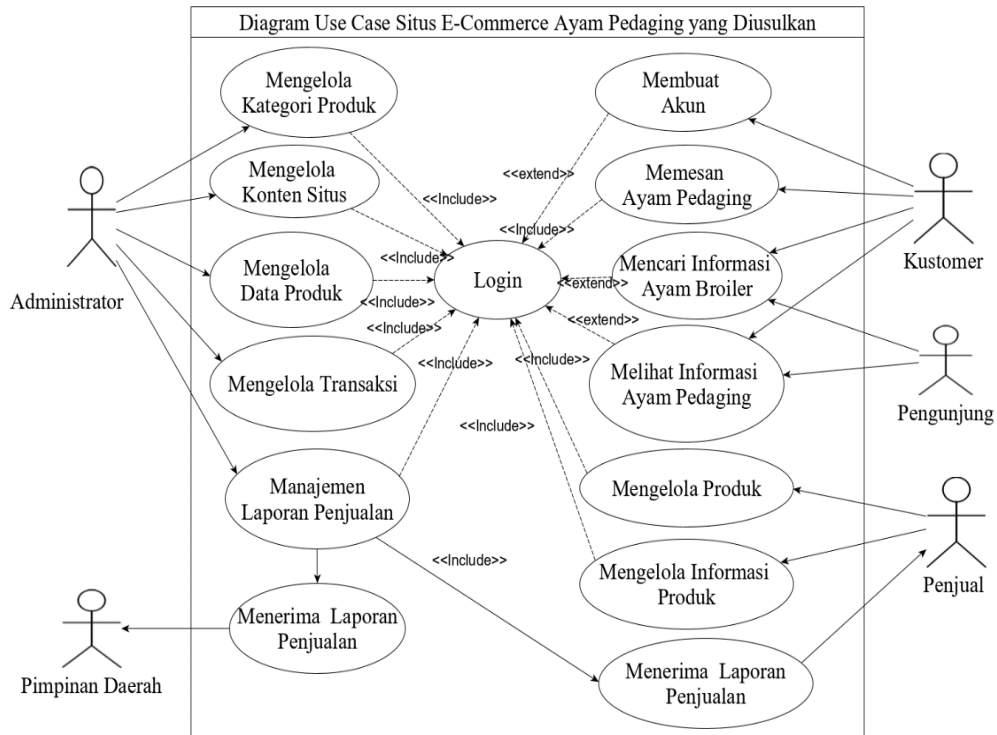 Diagram Use Case Situs E-Commerce Ayam Pedaging yang Diusulkan
Mengelola
Kategori Produk
Membuat
Akun
Mengelola
Konten Situs
<<Include>>
<<extend>>
Memesan
Ayam Pedaging
<<Include>>
<<Include>>
Administrator
Mengelola
Data Produk
<<Include>>
Login
<<extend>>
Mencari Informasi
Ayam Broiler
Kustomer
<<Include>>
<<Include>>
<<extend>>
Mengelola Transaksi
<<Include>>
<<Include>>
Melihat Informasi
Ayam Pedaging
Pengunjung
<<Include>>
Manajemen
Laporan Penjualan
Mengelola Produk
<<Include>>
Mengelola Informasi
Produk
Penjual
Menerima  Laporan
Penjualan
Pimpinan Daerah
Menerima  Laporan
Penjualan